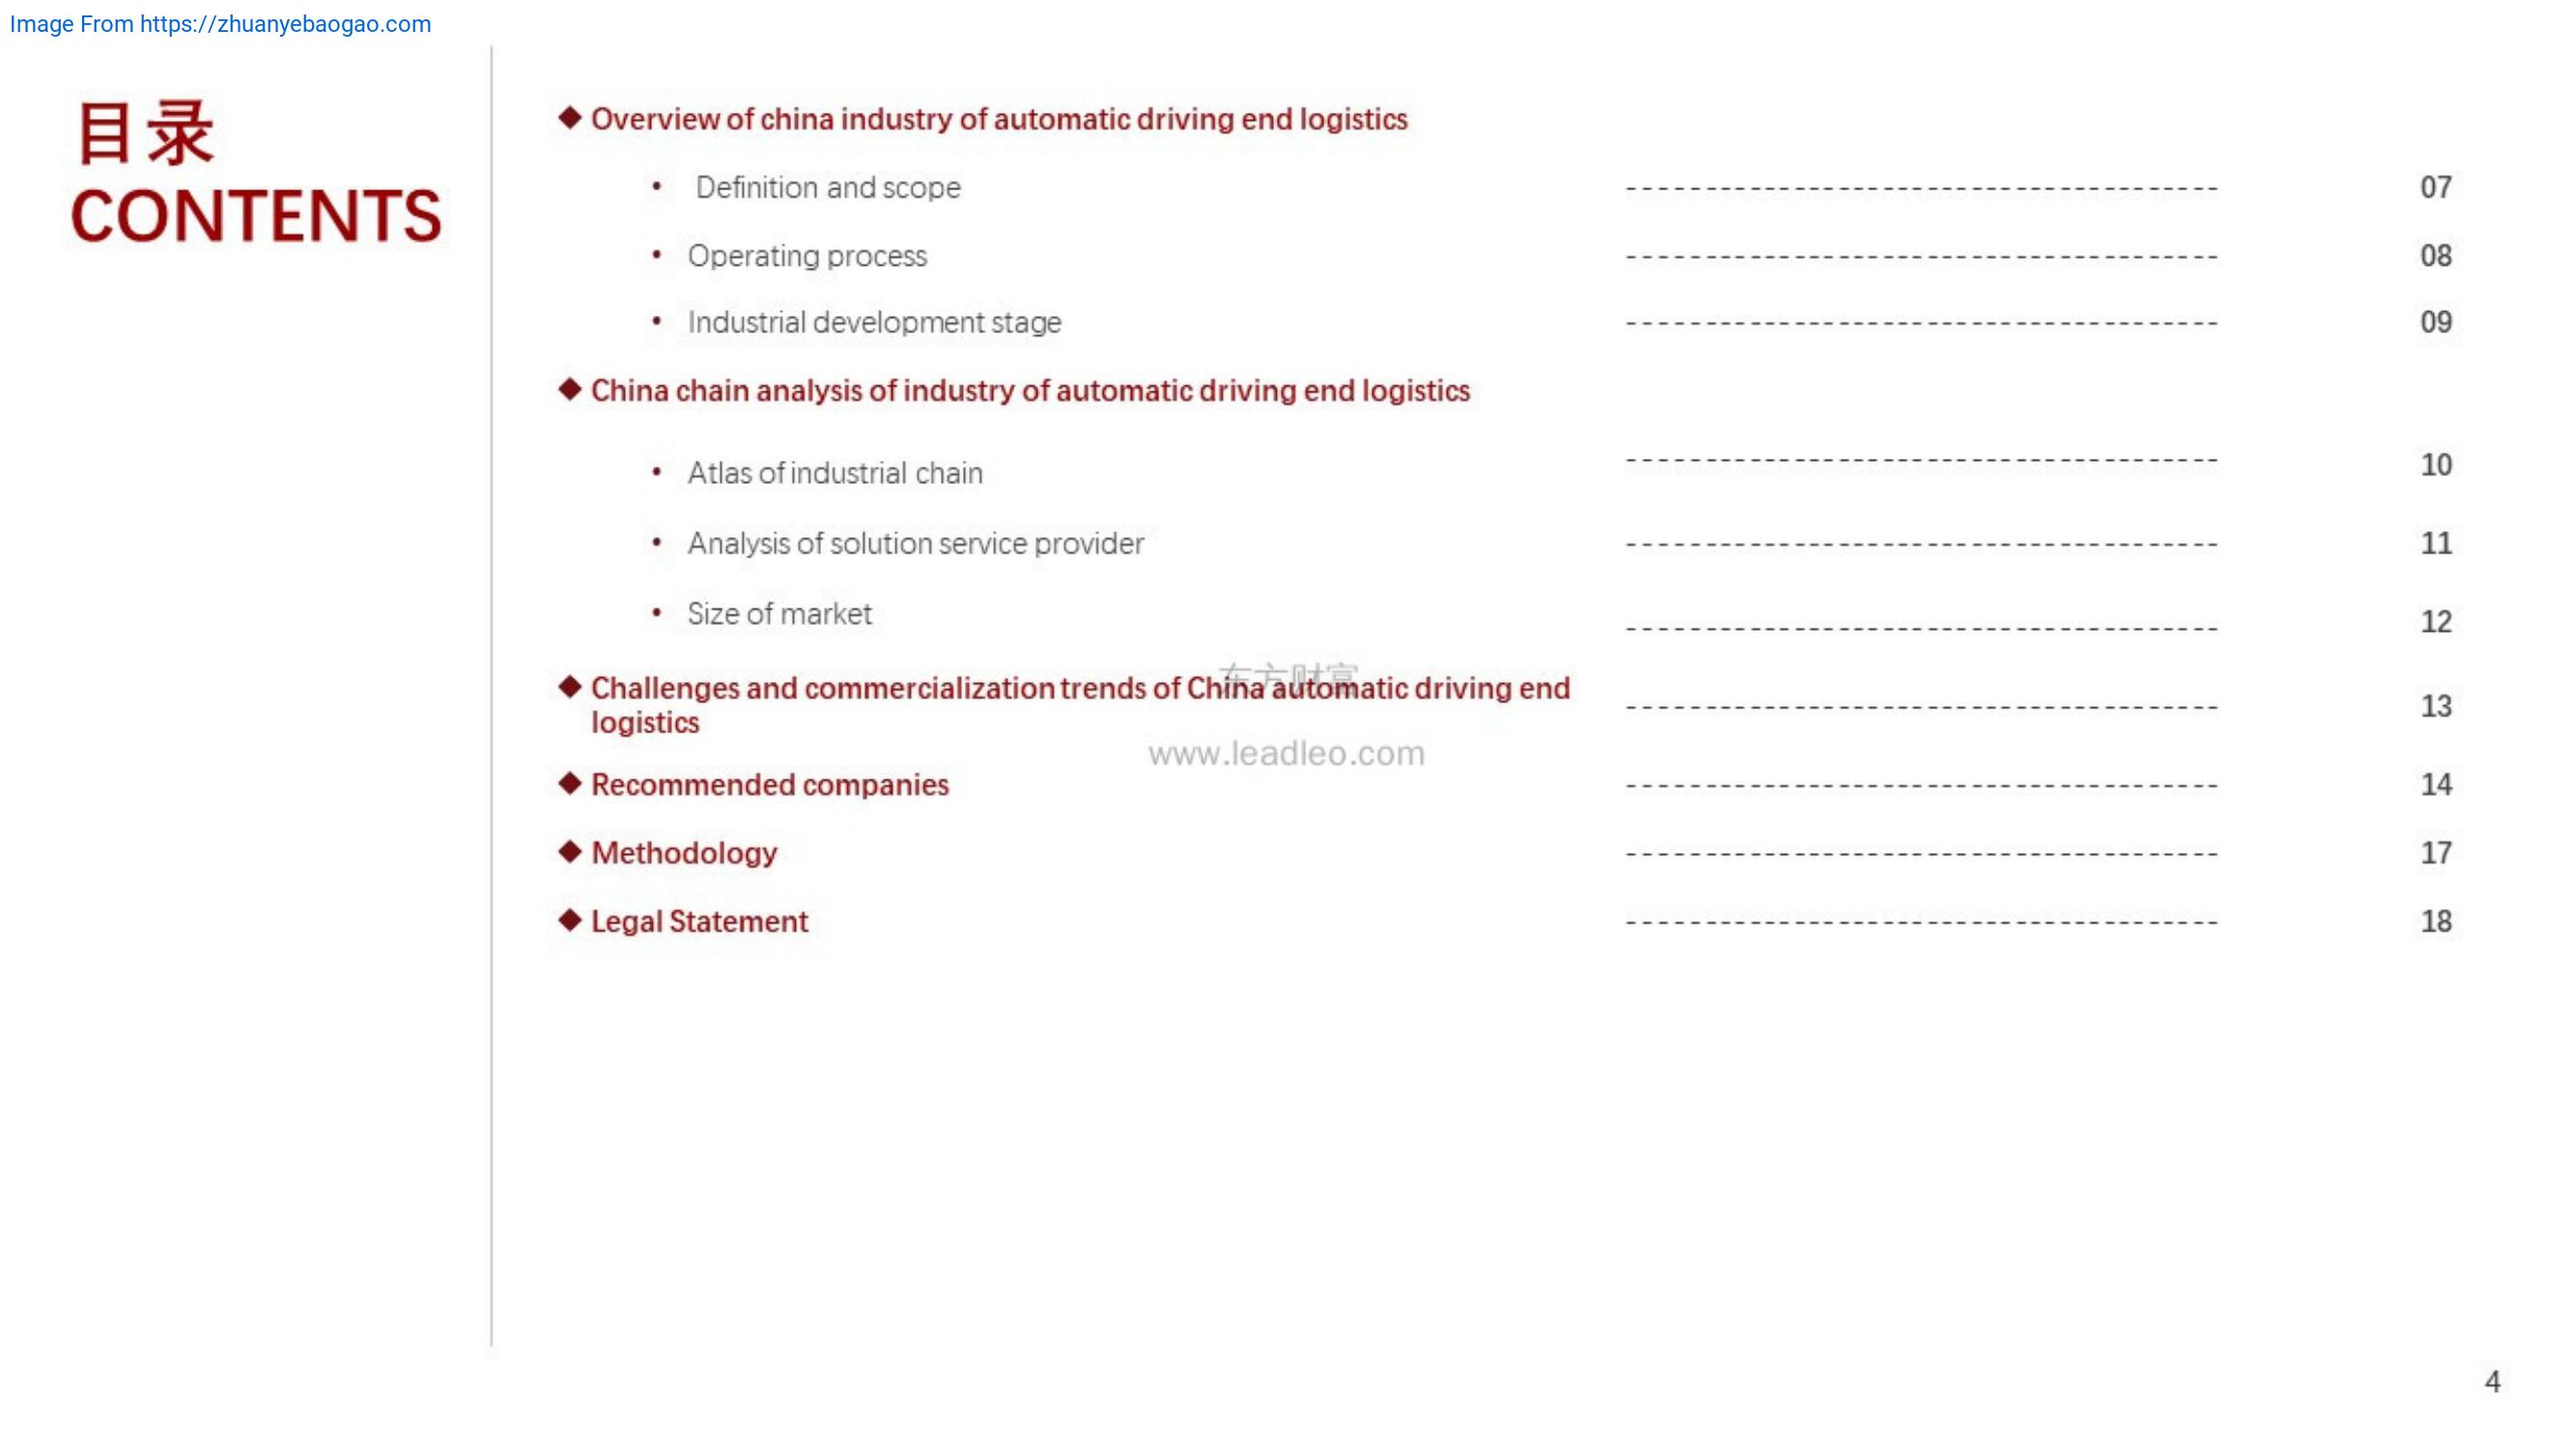 Image From https://zhuanyebaogao.com
目录
CONTENTS
◆ Overview of china industry of automatic driving end logistics
• Definition and scope ---------------------------------------- 07
• Operating process ---------------------------------------- 08
• Industrial development stage ---------------------------------------- 09
◆ China chain analysis of industry of automatic driving end logistics
• Atlas of industrial chain ---------------------------------------- 10
• Analysis of solution service provider ---------------------------------------- 11
• Size of market ---------------------------------------- 12
东方财富
◆ Challenges and commercialization trends of China automatic driving end
logistics ---------------------------------------- 13
www.leadleo.com
◆ Recommended companies ---------------------------------------- 14
◆ Methodology ---------------------------------------- 17
◆ Legal Statement ---------------------------------------- 18
4